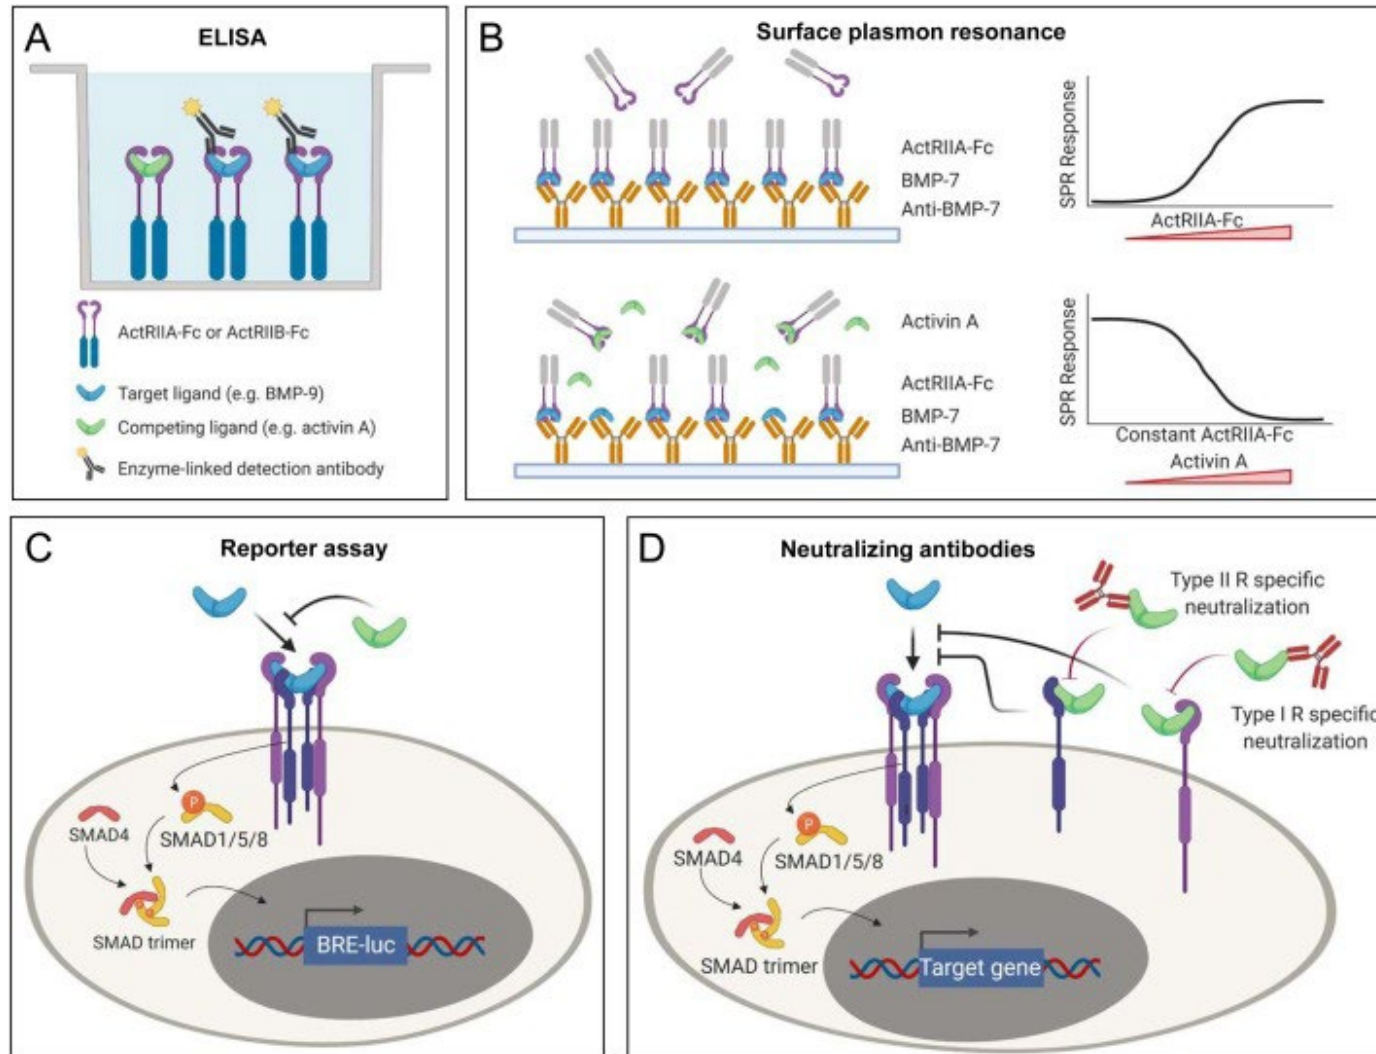 A
ELISA
ActRIIA-Fc or ActRIIB-Fc
Target ligand (e.g. BMP-9)
Competing ligand (e.g. activin A)
Enzyme-linked detection antibody
B
Surface plasmon resonance
ActRIIA-Fc
BMP-7
Anti-BMP-7
SPR Response
ActRIIA-Fc
Activin A
ActRIIA-Fc
BMP-7
Anti-BMP-7
SPR Response
Constant ActRIIA-Fc
Activin A
C
Reporter assay
P
SMAD4
SMAD1/5/8
SMAD trimer
BRE-luc
D
Neutralizing antibodies
Type II R specific
neutralization
Type I R specific
neutralization
P
SMAD4
SMAD1/5/8
SMAD trimer
Target gene